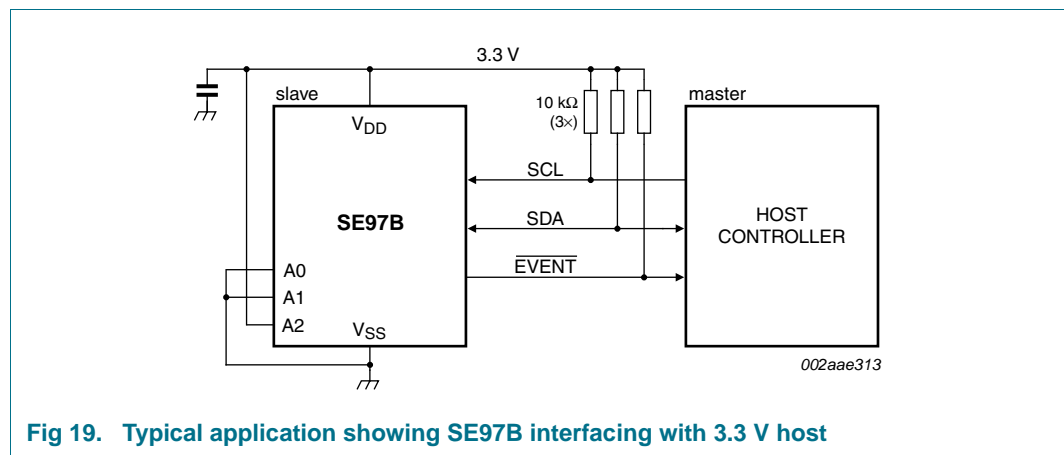 3.3 V
slave
10 kΩ
(3×)
master
VDD
SCL
SE97B
SDA
HOST
CONTROLLER
EVENT
A0
A1
A2
VSS
002aae313
Fig 19. Typical application showing SE97B interfacing with 3.3 V host